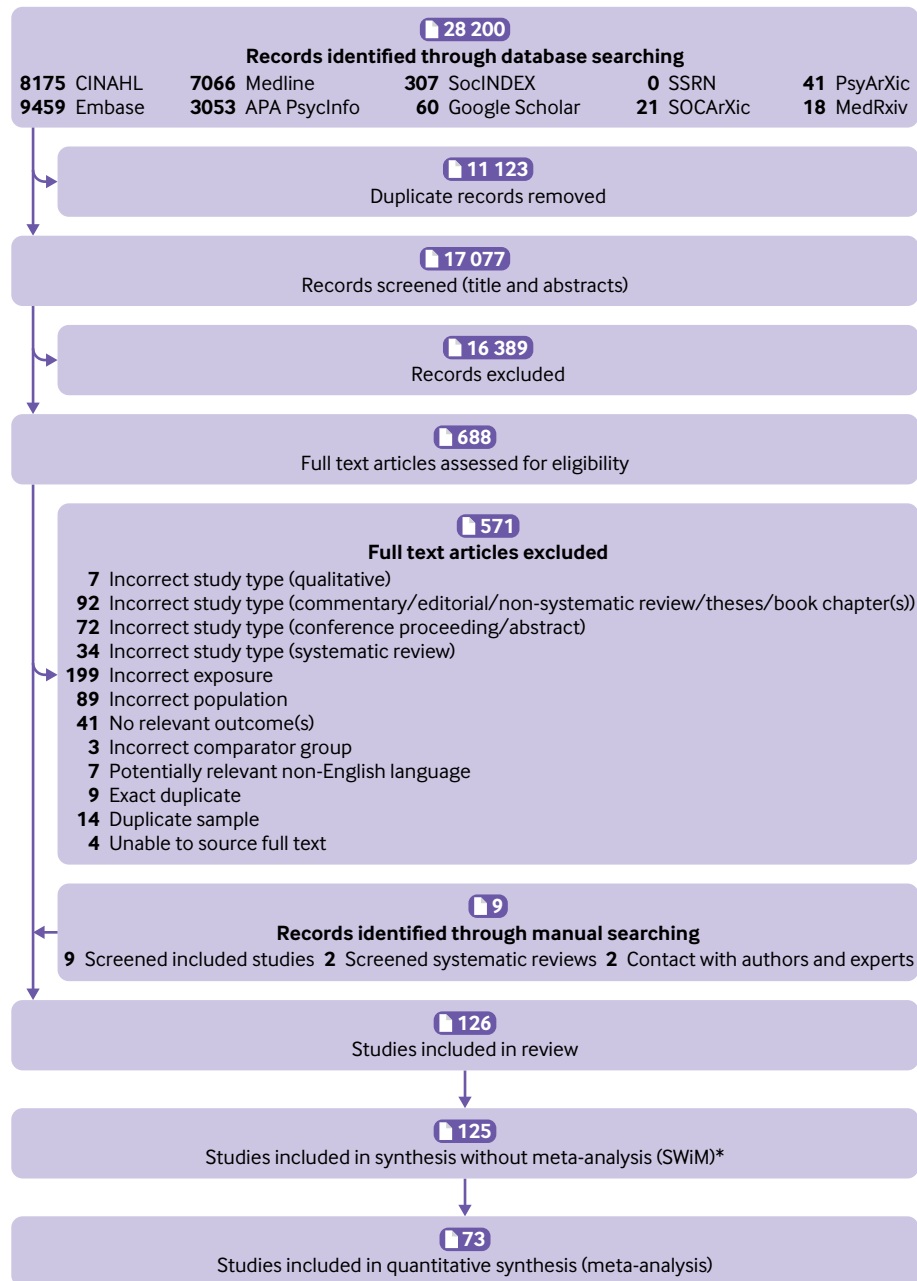 28 200
Records identified through database searching
8175 CINAHL 7066 Medline 307 SocINDEX 0 SSRN 41 PsyArXic
9459 Embase 3053 APA PsycInfo 60 Google Scholar 21 SOCArXic 18 MedRxiv
11 123
Duplicate records removed
17 077
Records screened (title and abstracts)
16 389
Records excluded
688
Full text articles assessed for eligibility
571
Full text articles excluded
7 Incorrect study type (qualitative)
92 Incorrect study type (commentary/editorial/non-systematic review/theses/book chapter(s))
72 Incorrect study type (conference proceeding/abstract)
34 Incorrect study type (systematic review)
199 Incorrect exposure
89 Incorrect population
41 No relevant outcome(s)
3 Incorrect comparator group
7 Potentially relevant non-English language
9 Exact duplicate
14 Duplicate sample
4 Unable to source full text
9
Records identified through manual searching
9 Screened included studies 2 Screened systematic reviews 2 Contact with authors and experts
126
Studies included in review
125
Studies included in synthesis without meta-analysis (SWiM)*
73
Studies included in quantitative synthesis (meta-analysis)